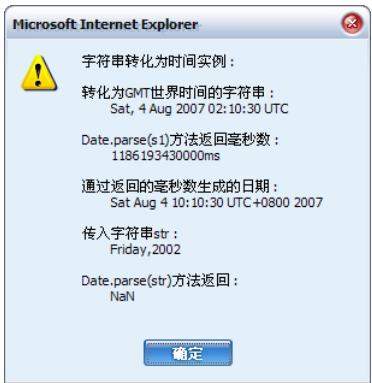 Microsoft Internet Explorer
字符串转化为时间实例：
转化为GMT世界时间的字符串：
Sat, 4 Aug 2007 02:10:30 UTC
Date.parse(s1)方法返回毫秒数：
1186193430000ms
通过返回的毫秒数生成的日期：
Sat Aug 4 10:10:30 UTC+0800 2007
传入字符串str：
Friday,2002
Date.parse(str)方法返回：
NaN
确定